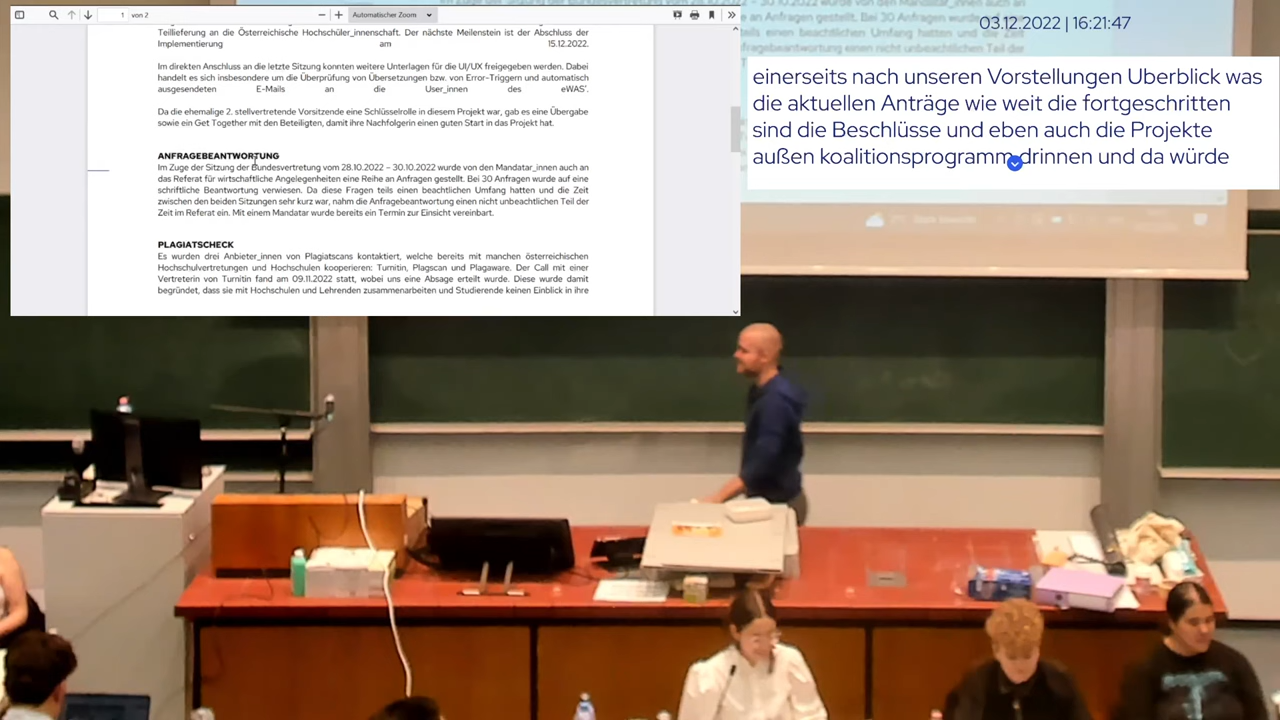 1 von 2
Automatischer Zoom
Teillieferung an die Österreichische Hochschüler_innenschaft. Der nächste Meilenstein ist der Abschluss der
Implementierung am 15.12.2022.
Im direkten Anschluss an die letzte Sitzung konnten weitere Unterlagen für die UI/UX freigegeben werden. Dabei
handelt es sich insbesondere um die Überprüfung von Übersetzungen bzw. von Error-Triggern und automatisch
ausgesendeten E-Mails an die User_innen des eWAS'.
Da die ehemalige 2. stellvertretende Vorsitzende eine Schlüsselrolle in diesem Projekt war, gab es eine Übergabe
sowie ein Get Together mit den Beteiligten, damit ihre Nachfolgerin einen guten Start in das Projekt hat.
ANFRAGEBEANTWORTUNG
Im Zuge der Sitzung der Bundesvertretung vom 28.10.2022 – 30.10.2022 wurde von den Mandatar_innen auch an
das Referat für wirtschaftliche Angelegenheiten eine Reihe an Anfragen gestellt. Bei 30 Anfragen wurde auf eine
schriftliche Beantwortung verwiesen. Da diese Fragen teils einen beachtlichen Umfang hatten und die Zeit
zwischen den beiden Sitzungen sehr kurz war, nahm die Anfragebeantwortung einen nicht unbeachtlichen Teil der
Zeit im Referat ein. Mit einem Mandatar wurde bereits ein Termin zur Einsicht vereinbart.
PLAGIATSCHECK
Es wurden drei Anbieter_innen von Plagiatscans kontaktiert, welche bereits mit manchen österreichischen
Hochschulvertretungen und Hochschulen kooperieren: Turnitin, Plagscan und Plagaware. Der Call mit einer
Vertreterin von Turnitin fand am 09.11.2022 statt, wobei uns eine Absage erteilt wurde. Diese wurde damit
begründet, dass sie mit Hochschulen und Lehrenden zusammenarbeiten und Studierende keinen Einblick in ihre
03.12.2022 | 16:21:47
einerseits nach unseren Vorstellungen Überblick was
die aktuellen Anträge wie weit die fortgeschritten
sind die Beschlüsse und eben auch die Projekte
außen koalitionsprogramm drinnen und da würde